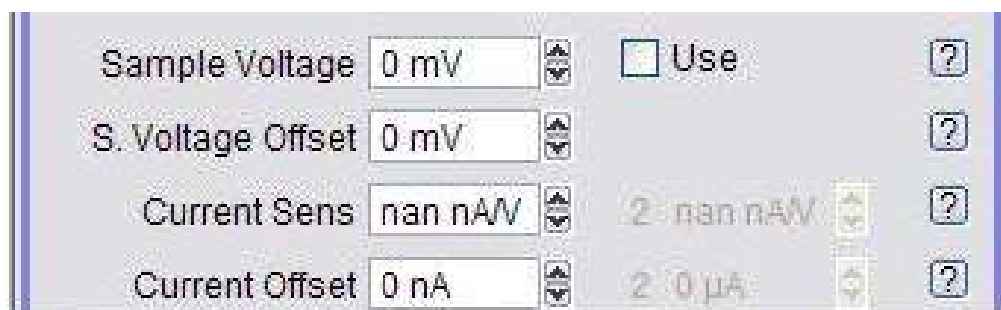 Sample Voltage 0 mV Use ?
S. Voltage Offset 0 mV ?
Current Sens nan nA/V 2 nan nA/V ?
Current Offset 0 nA 2 0 µA ?